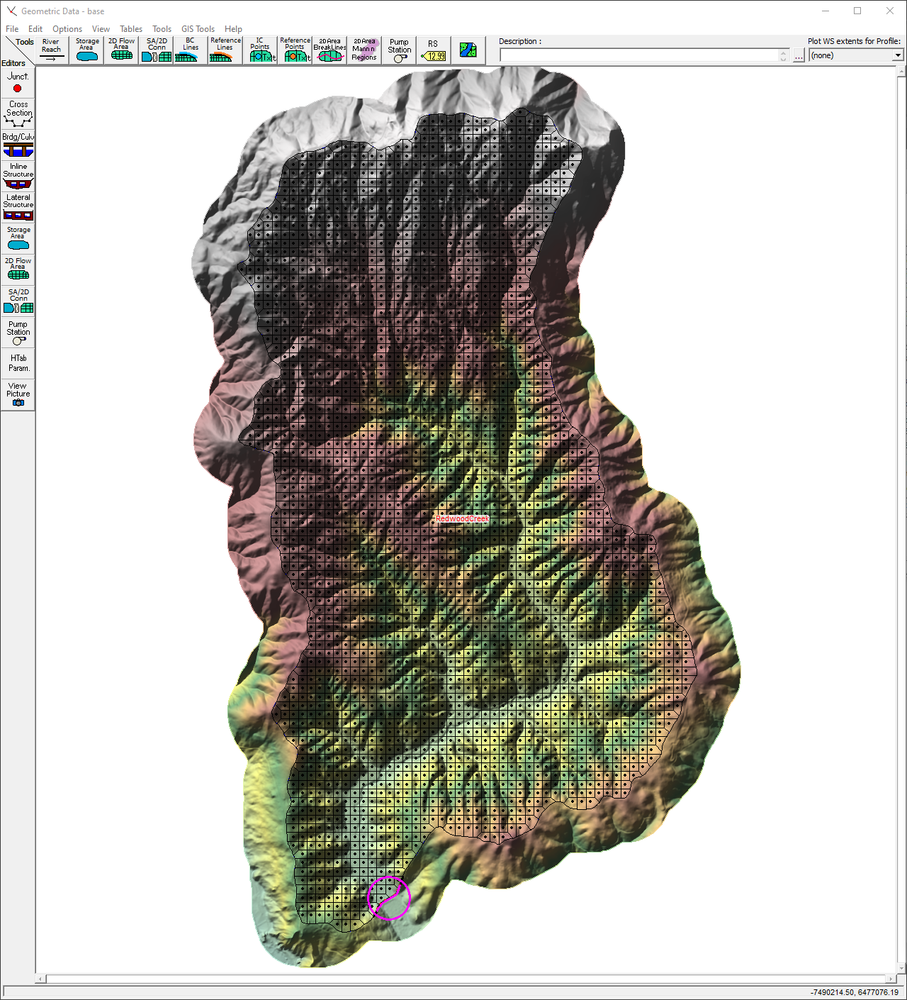 Geometric Data - base
File Edit Options View Tables Tools GIS Tools Help
Tools
Editors
River
Reach
Storage
Area
2D Flow
Area
SA/2D
Conn
BC
Lines
Reference
Lines
IC
Points
Reference
Points
2D Area
BreakLines
2D Area
Mann n
Regions
Pump
Station
RS
12.99
Description :
...
Plot WS extents for Profile:
(none)
Junct.
Cross
Section
Brdg/Culv
Inline
Structure
Lateral
Structure
Storage
Area
2D Flow
Area
SA/2D
Conn
Pump
Station
HTab
Param.
View
Picture
RedwoodCreek
-7490214.50, 6477076.19